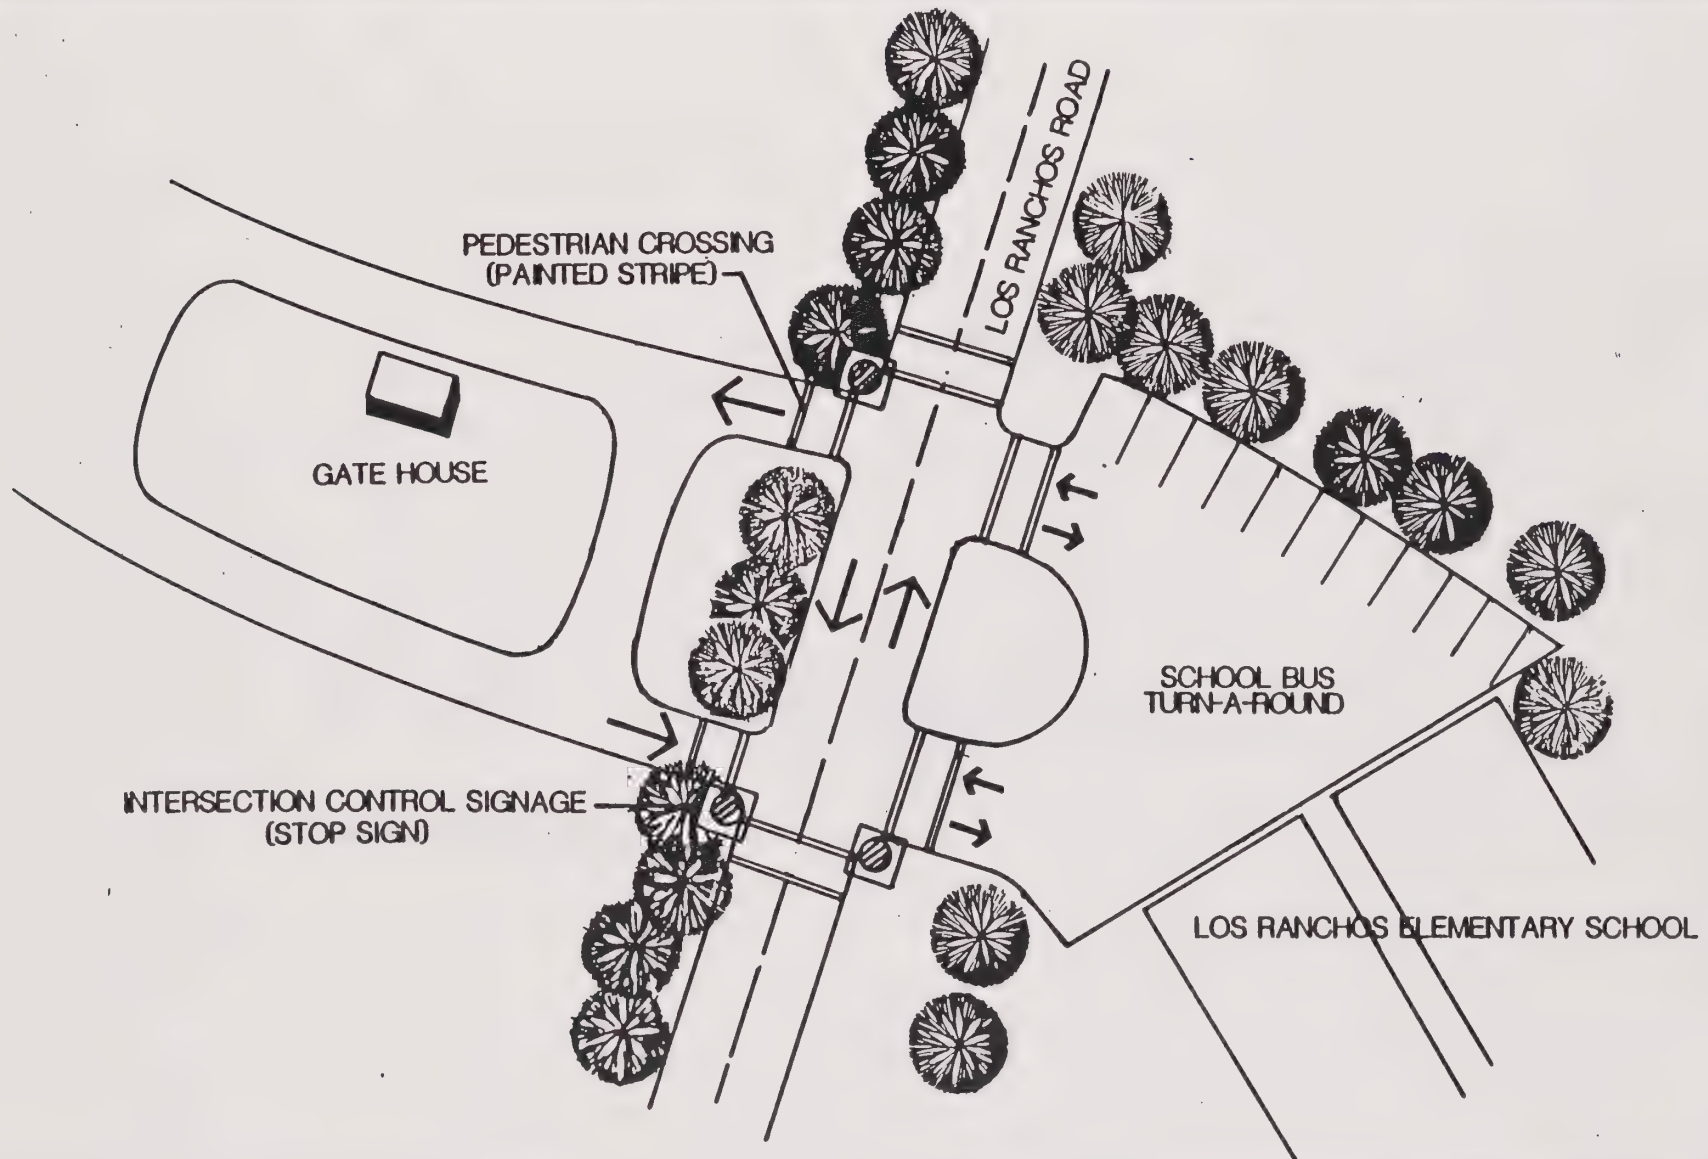 LOS RANCHOS ROAD
PEDESTRIAN CROSSING
(PAINTED STRIPE)
GATE HOUSE
SCHOOL BUS
TURN-A-ROUND
INTERSECTION CONTROL SIGNAGE
(STOP SIGN)
LOS RANCHOS ELEMENTARY SCHOOL